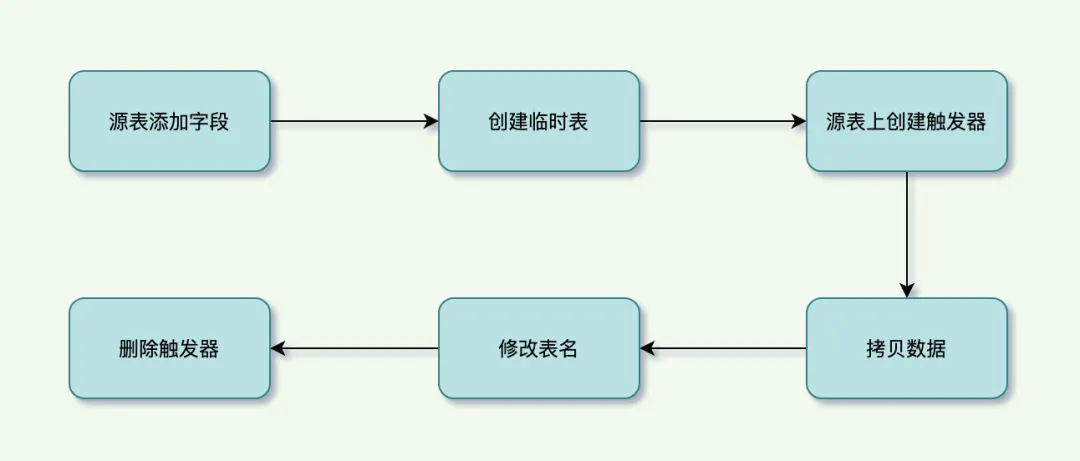 源表添加字段
创建临时表
源表上创建触发器
拷贝数据
修改表名
删除触发器